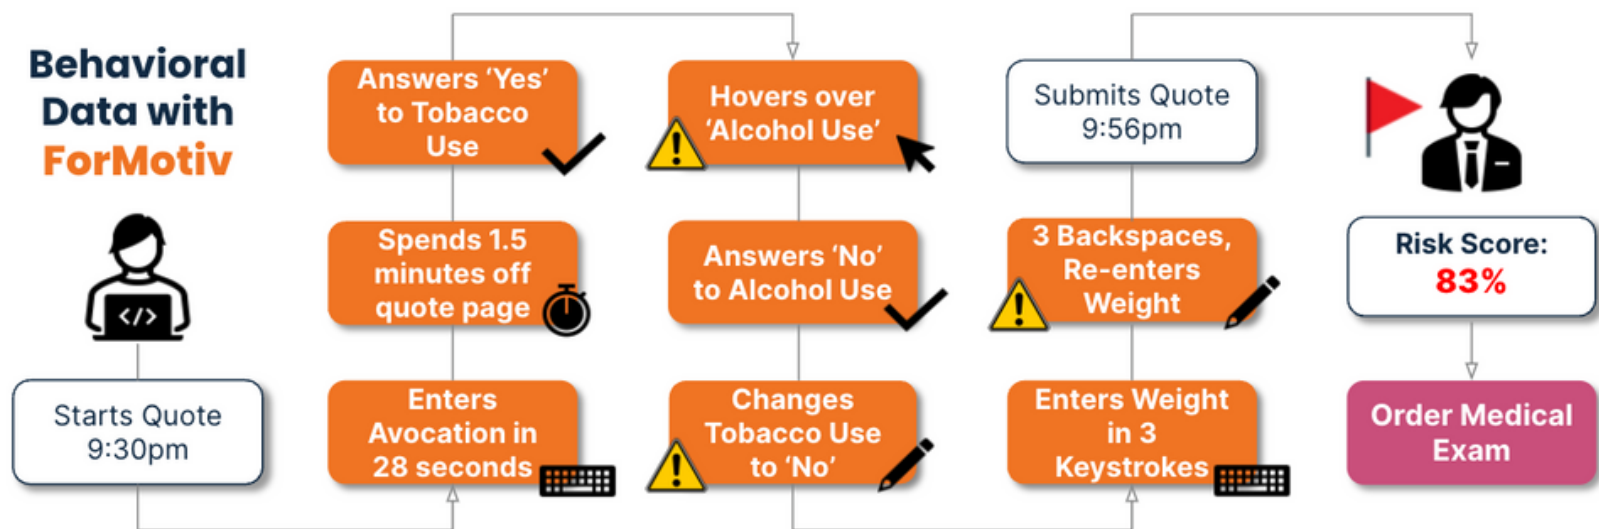 Behavioral
Data with
ForMotiv
</>
Starts Quote
9:30pm
Enters
Avocation in
28 seconds
Spends 1.5
minutes off
quote page
Answers ‘Yes’
to Tobacco
Use
Hovers over
‘Alcohol Use’
Answers ‘No’
to Alcohol Use
Changes
Tobacco Use
to ‘No’
Enters Weight
in 3
Keystrokes
3 Backspaces,
Re-enters
Weight
Submits Quote
9:56pm
Risk Score:
83%
Order Medical
Exam